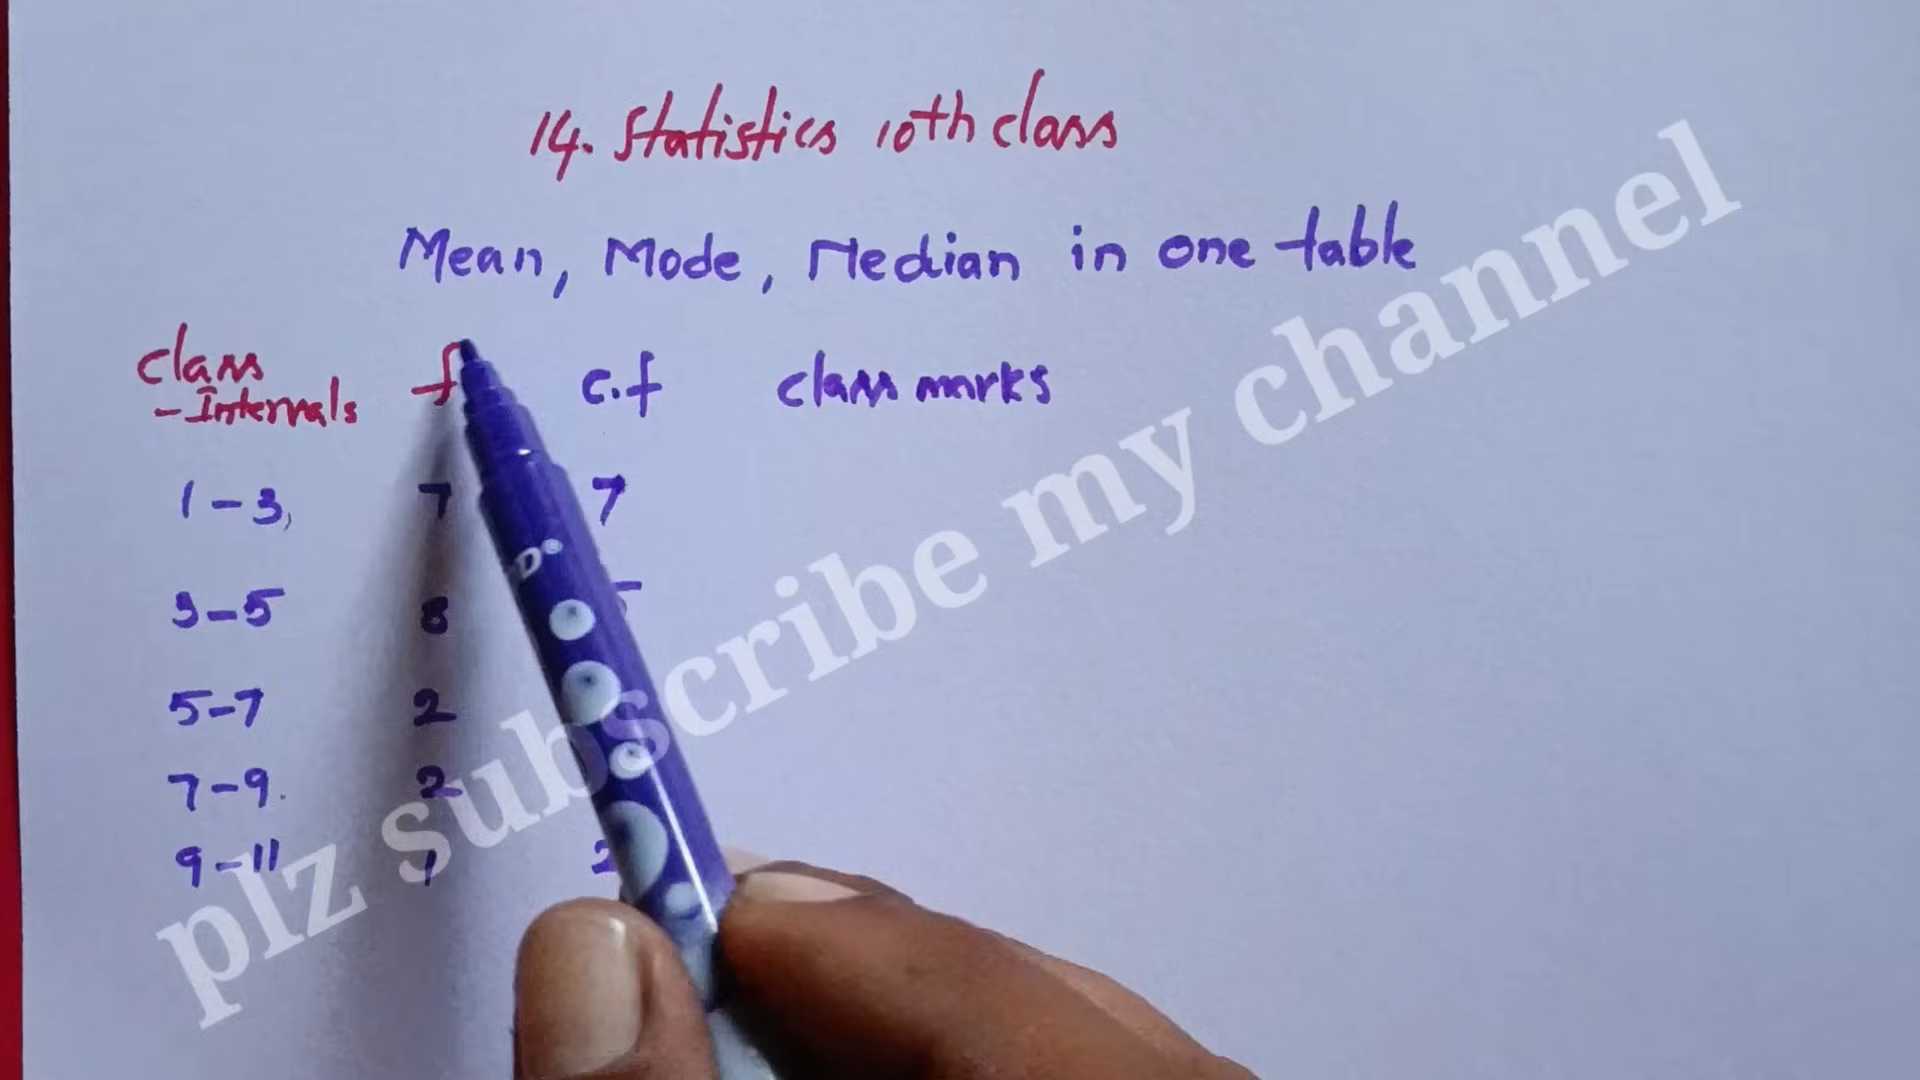 14. Statistics 10th class
Mean, Mode, Median in one table
class
-Intervals f c.f class marks
1-3, 7 7
3-5 8
5-7 2
7-9. 2
9-11 1
plz subscribe my channel